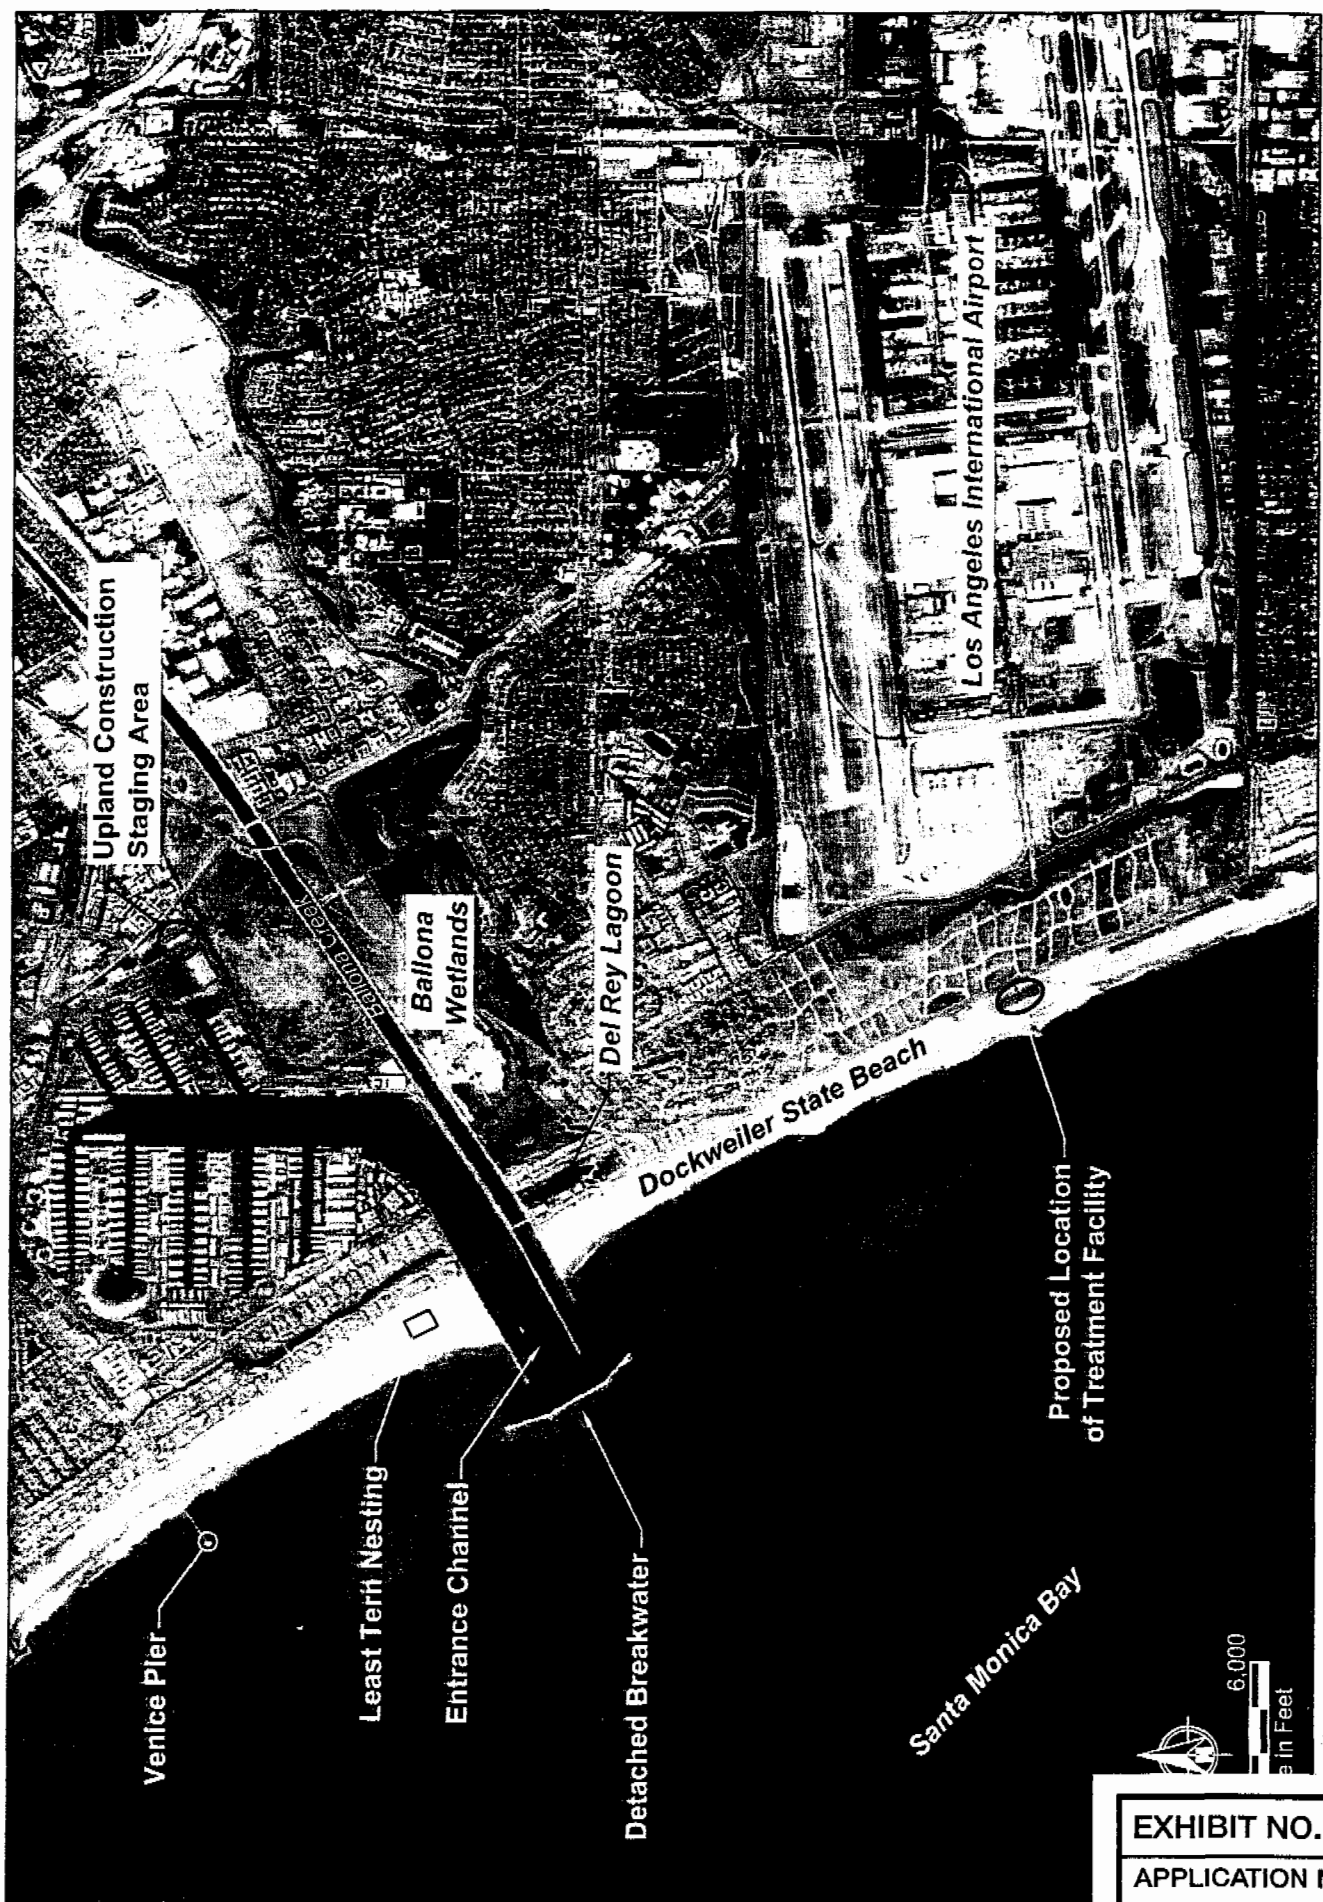 Upland Construction
Staging Area
Los Angeles International Airport
Ballona Creek
Ballona
Wetlands
Del Rey Lagoon
Dockweiler State Beach
Venice Pier
Least Tern Nesting
Entrance Channel
Detached Breakwater
Proposed Location
of Treatment Facility
Santa Monica Bay
6,000
e in Feet
N
EXHIBIT NO.
APPLICATION